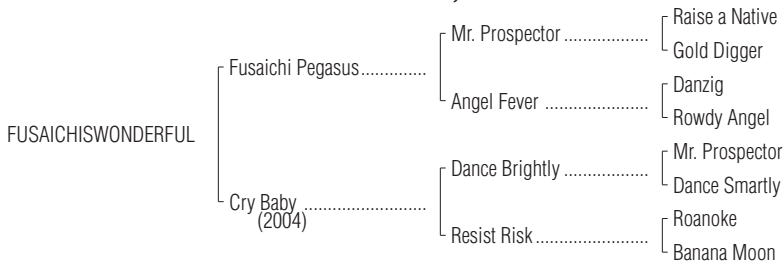 Raise a Native
Mr. Prospector ..................
Gold Digger
Fusaichi Pegasus..............
Danzig
Angel Fever ......................
Rowdy Angel
FUSAICHISWONDERFUL
Mr. Prospector
Dance Brightly ..................
Dance Smartly
Cry Baby ..........................
(2004)
Roanoke
Resist Risk........................
Banana Moon